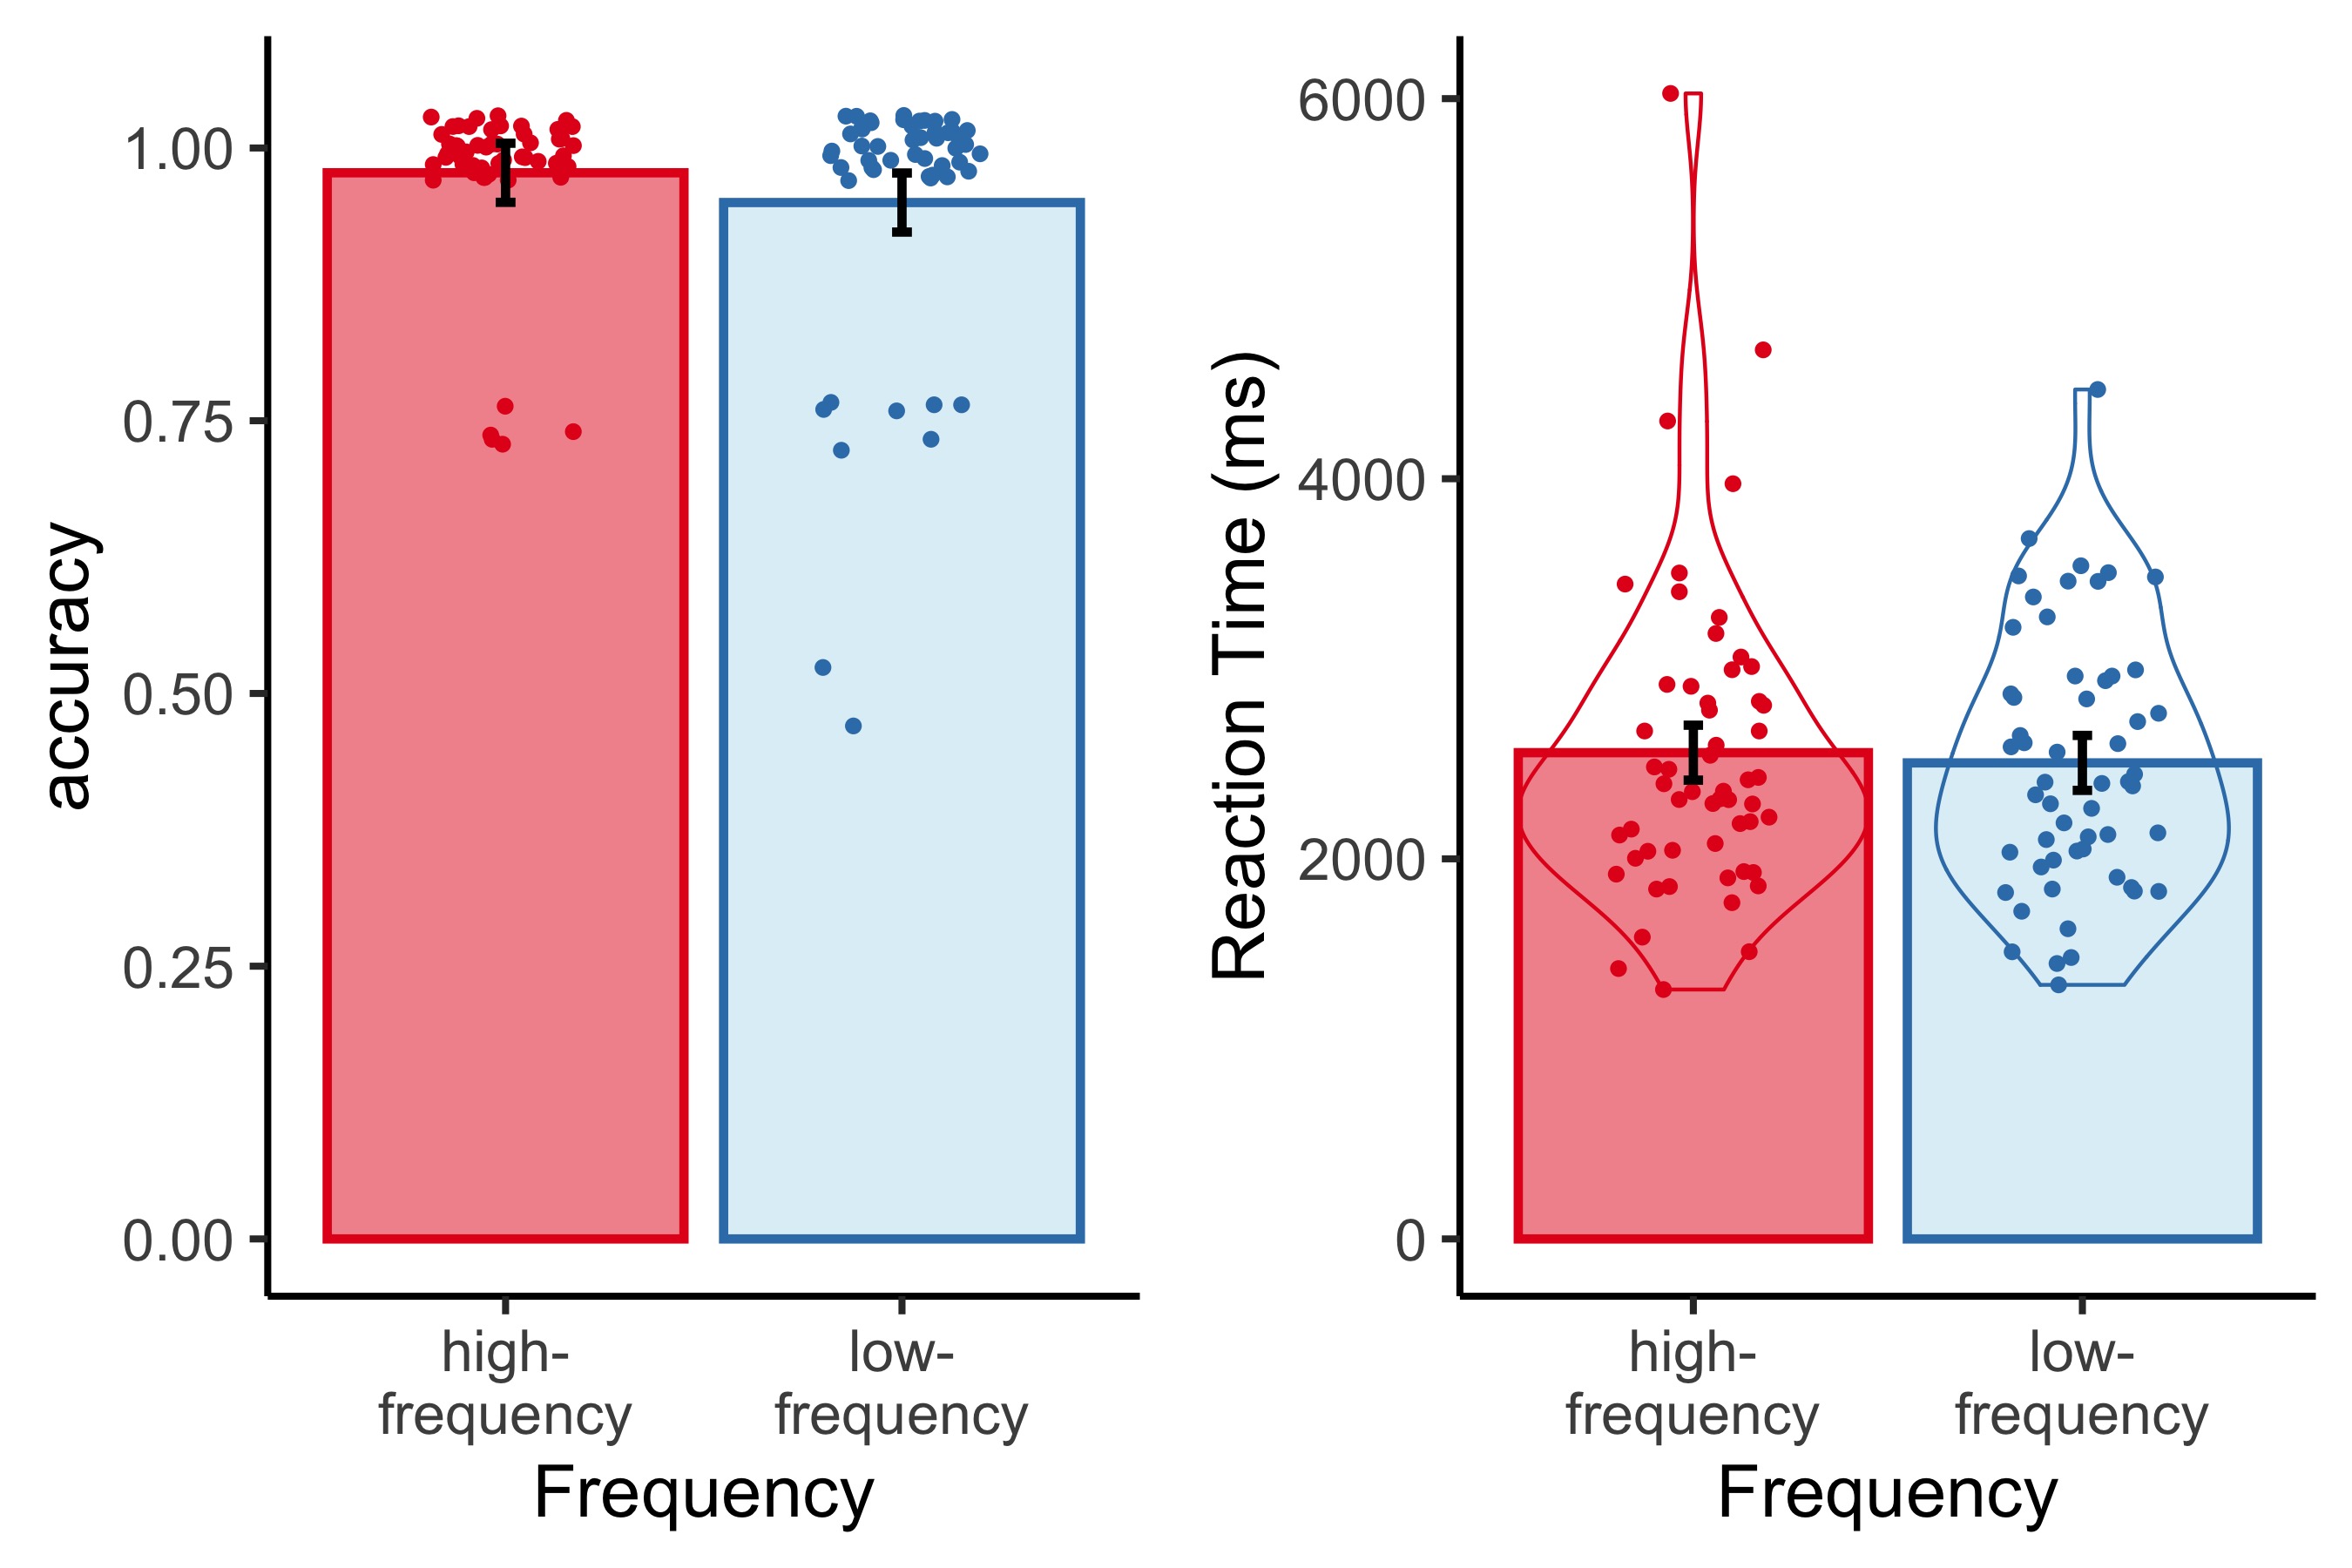 accuracy
1.00
0.75
0.50
0.25
0.00
high-
frequency
low-
frequency
Frequency
Reaction Time (ms)
6000
4000
2000
0
high-
frequency
low-
frequency
Frequency